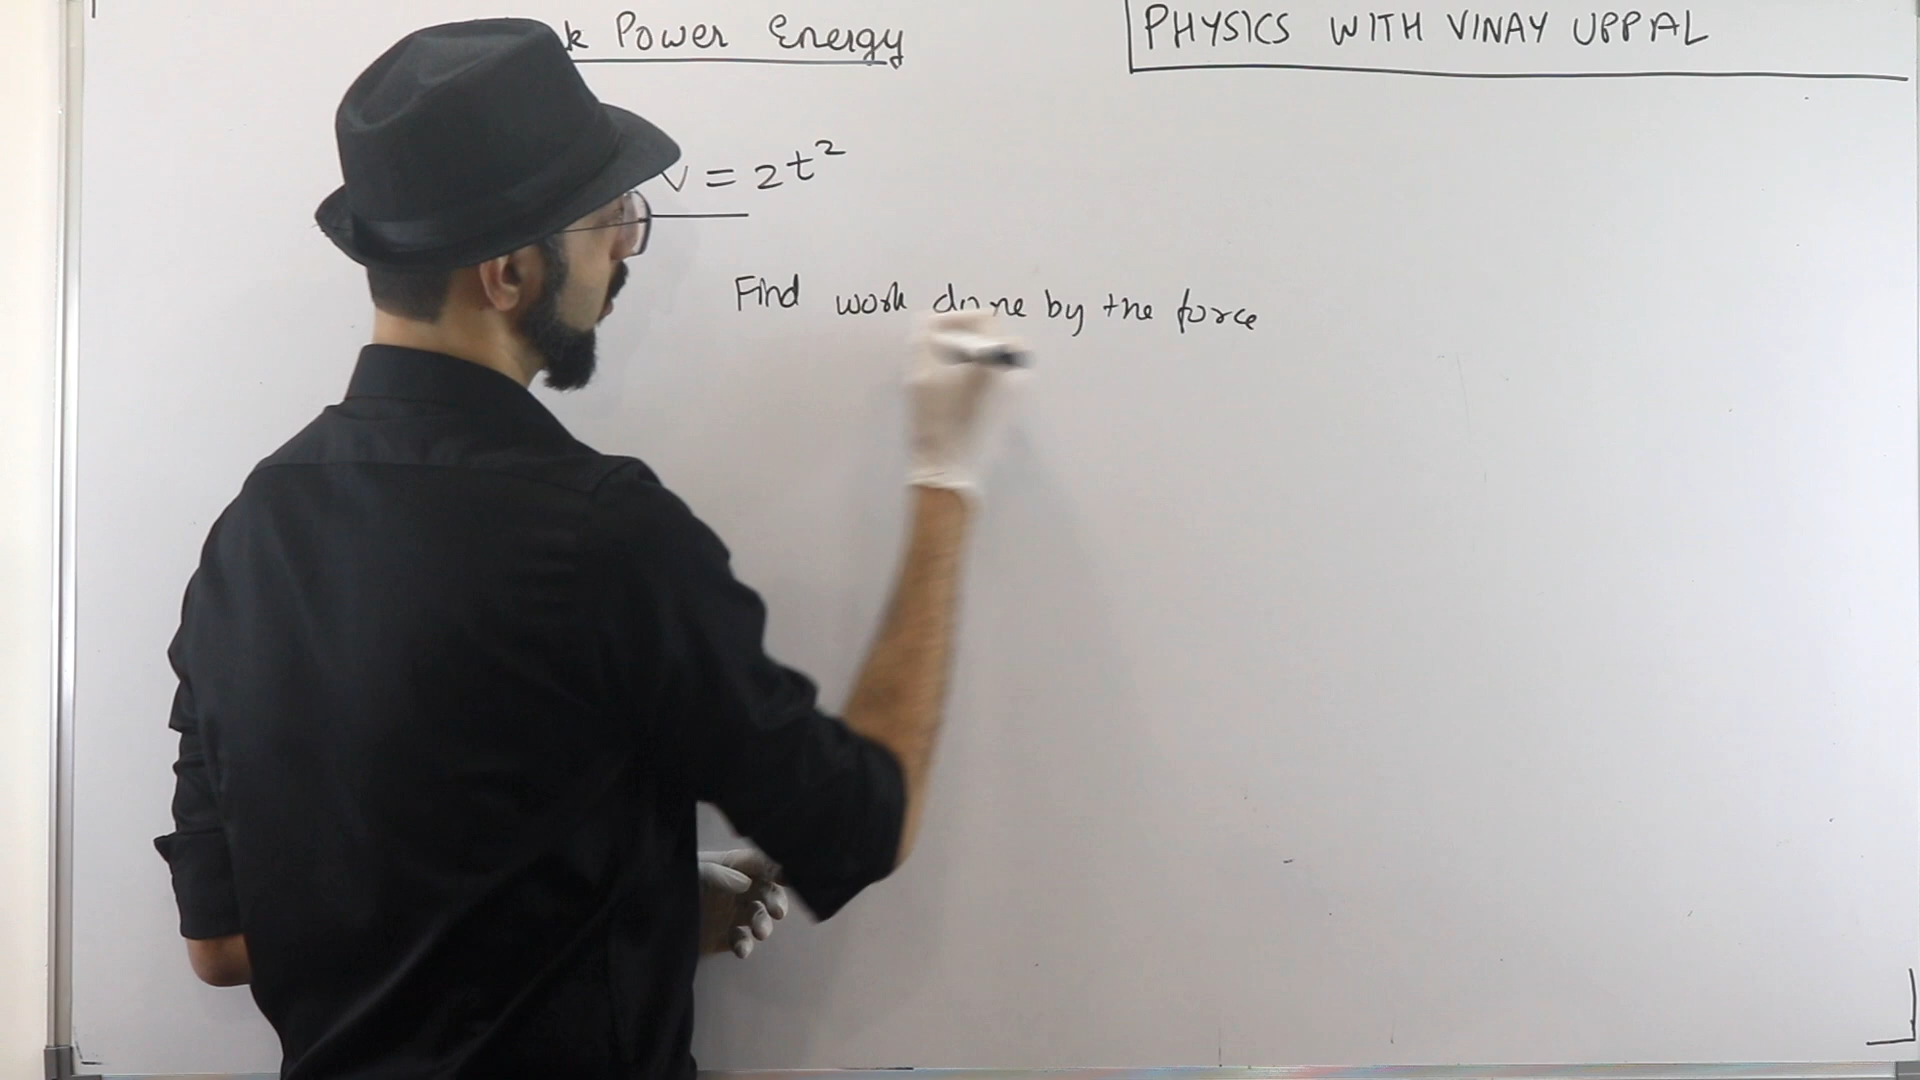 Power Energy
PHYSICS WITH VINAY UPPAL
V = 2t²
Find work done by the force